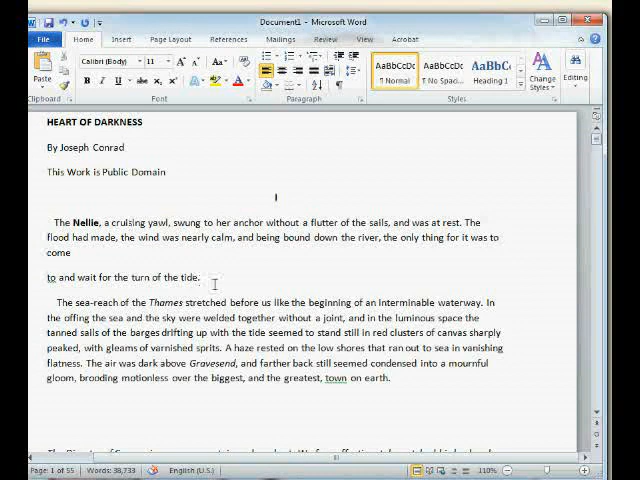 Document1 - Microsoft Word
File Home Insert Page Layout References Mailings Review View Acrobat
Calibri (Body) 11
Paste
B I U
AaBbCcDc AaBbCcDc AaBbCc
¶ Normal ¶ No Spac... Heading 1
Change Styles
Editing
Clipboard Font Paragraph Styles
HEART OF DARKNESS
By Joseph Conrad
This Work is Public Domain
I
The Nellie, a cruising yawl, swung to her anchor without a flutter of the sails, and was at rest. The
flood had made, the wind was nearly calm, and being bound down the river, the only thing for it was to
come
to and wait for the turn of the tide.
The sea-reach of the Thames stretched before us like the beginning of an interminable waterway. In
the offing the sea and the sky were welded together without a joint, and in the luminous space the
tanned sails of the barges drifting up with the tide seemed to stand still in red clusters of canvas sharply
peaked, with gleams of varnished sprits. A haze rested on the low shores that ran out to sea in vanishing
flatness. The air was dark above Gravesend, and farther back still seemed condensed into a mournful
gloom, brooding motionless over the biggest, and the greatest, town on earth.
Page: 1 of 55 Words: 38,733 English (U.S.) 110%